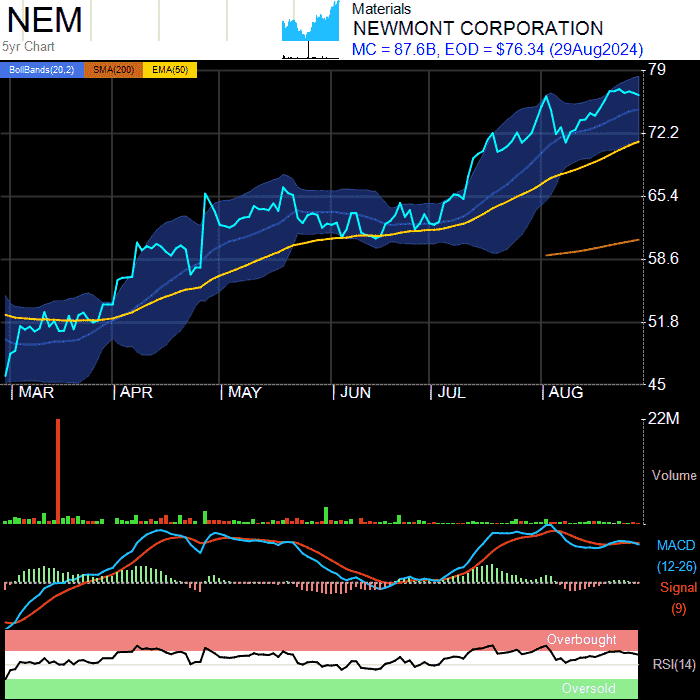 NEM
5yr Chart
Materials
NEWMONT CORPORATION
MC = 87.6B, EOD = $76.34 (29Aug2024)
BollBands(20,2) SMA(200) EMA(50)
79
72.2
65.4
58.6
51.8
45
MAR APR MAY JUN JUL AUG
22M
Volume
MACD
(12-26)
Signal
(9)
Overbought
RSI(14)
Oversold